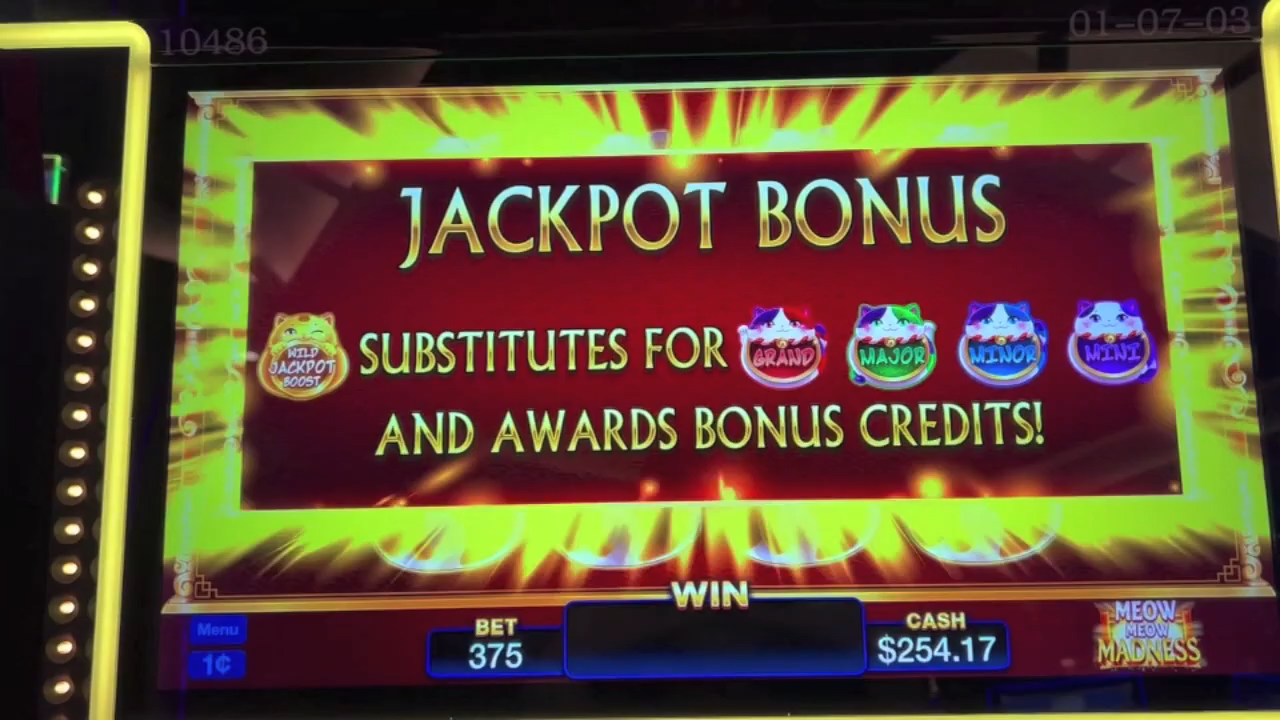 10486
01-07-03
JACKPOT BONUS
WILD
JACKPOT
BOOST
SUBSTITUTES FOR
GRAND
MAJOR
MINOR
MINI
AND AWARDS BONUS CREDITS!
WIN
Menu
1¢
BET
375
CASH
$254.17
MEOW
MEOW
MADNESS